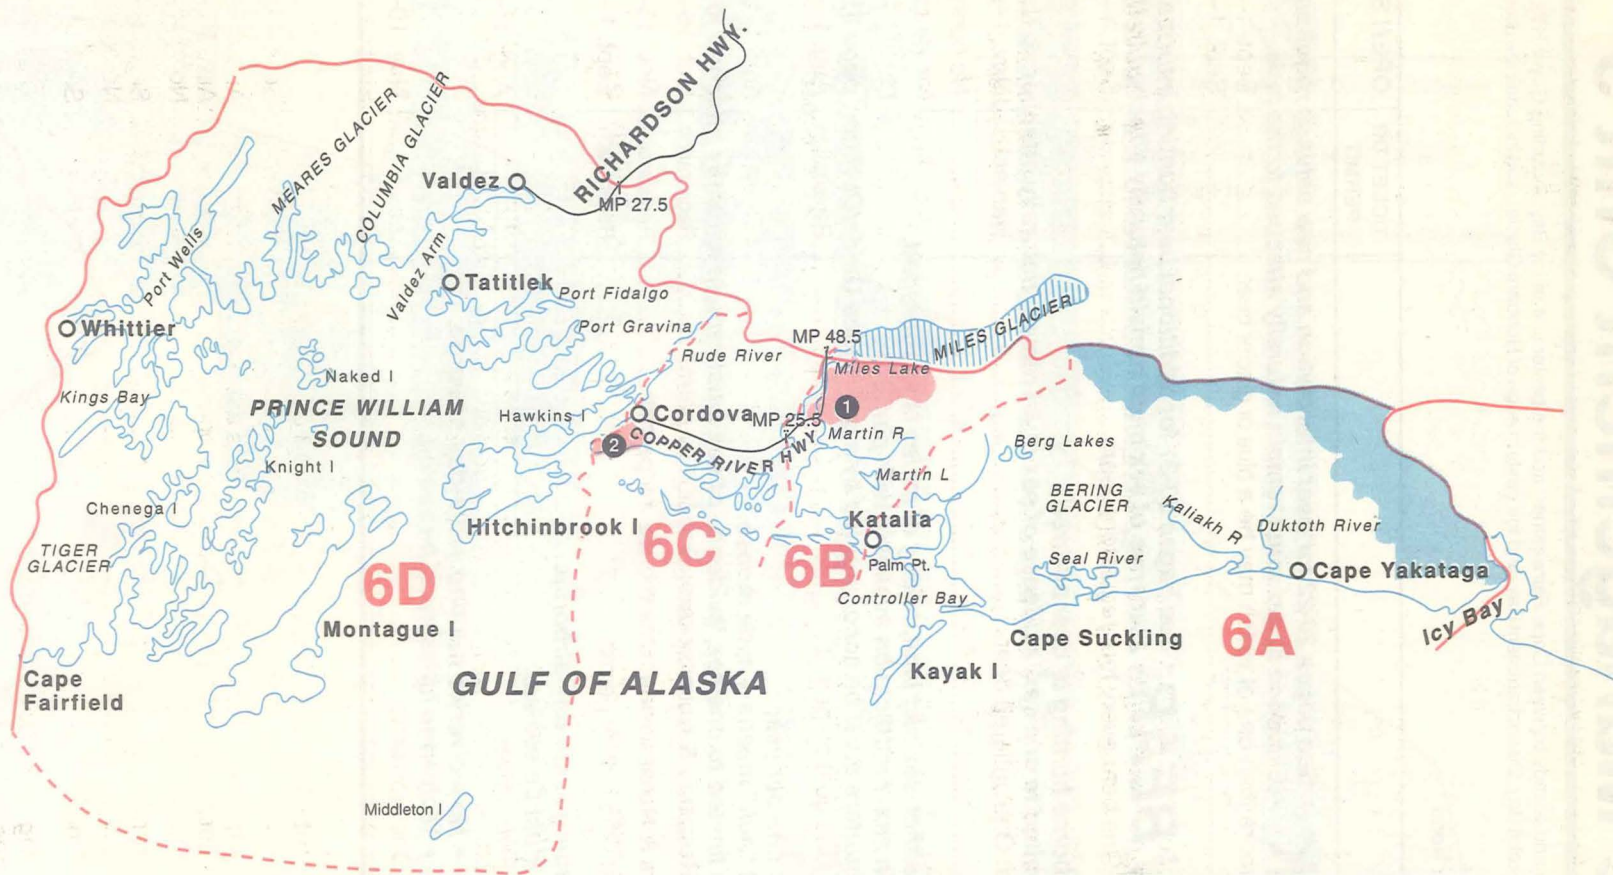 RICHARDSON HWY.
MEARES GLACIER
COLUMBIA GLACIER
Valdez
MP 27.5
Port Wells
Valdez Arm
Tatitlek
Port Fidalgo
Whittier
Port Gravina
MP 48.5
MILES GLACIER
Rude River
Miles Lake
Naked I
Kings Bay
PRINCE WILLIAM
SOUND
Hawkins I
Cordova
MP 25.5
1
2
COPPER RIVER HWY
Martin R
Berg Lakes
Knight I
Martin L
BERING
GLACIER
Chenega I
Kaliakh R
Duktoth River
Hitchinbrook I
6C
Katalla
6B
TIGER
GLACIER
6D
Palm Pt.
Seal River
Cape Yakataga
Controller Bay
Montague I
Cape Suckling
6A
Icy Bay
Cape
Fairfield
GULF OF ALASKA
Kayak I
Middleton I